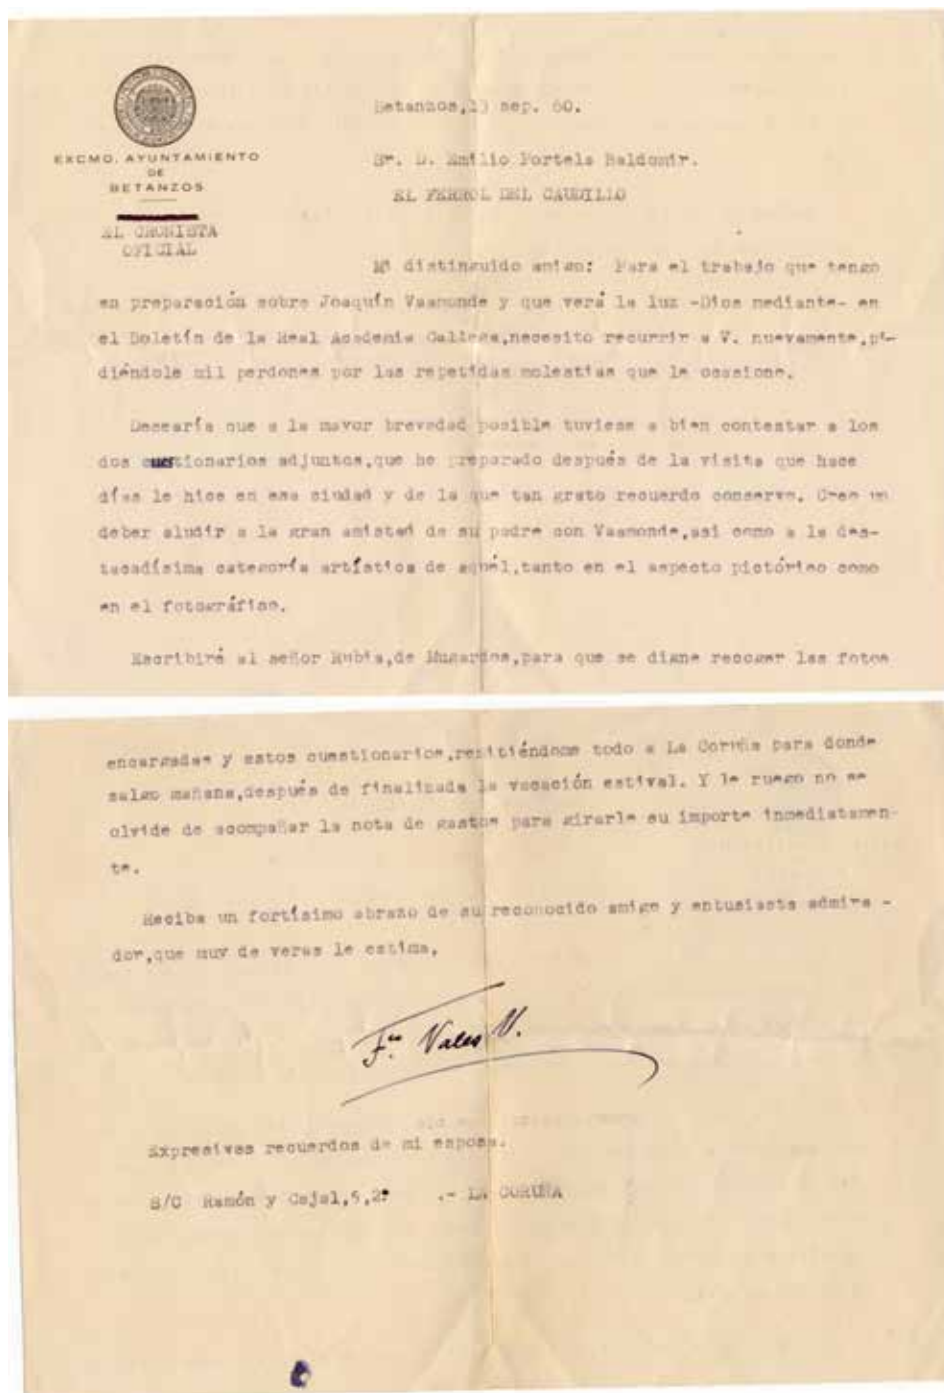 Betanzos,13 sep. 60.
EXCMO. AYUNTAMIENTO
DE
BETANZOS
EL CRONISTA
OFICIAL
Sr. D. Emilio Portela Baldomir.
EL FERROL DEL CAUDILLO
Mi distinguido amigo: Para el trabajo que tengo
en preparación sobre Joaquín Vaamonde y que verá la luz -Dios mediante- en
el Boletín de la Real Academia Gallega,necesito recurrir a V. nuevamente,pi-
diéndole mil perdones por las repetidas molestias que le ocasiono.
Desearía que a la mayor brevedad posible tuviese a bien contestar a los
dos cuestionarios adjuntos,que he preparado después de la visita que hace
días le hice en esa ciudad y de la que tan grato recuerdo conservo. Creo un
deber aludir a la gran amistad de su padre con Vaamonde,asi como a la des-
tacadísima categoría artística de aquél,tanto en el aspecto pictórico como
en el fotográfico.
Escribiré al señor Rubia,de Mugardos,para que se digne recoger las fotos
encargadas y estos cuestionarios,remitiéndome todo a La Coruña para donde
salgo mañana,después de finalizada la vacación estival. Y le ruego no se
olvide de acompañar la nota de gastos para girarle su importe inmediatamen-
te.
Reciba un fortísimo abrazo de su reconocido amigo y entusiasta admira -
dor,que muy de veras le estima,
Fco. Vales V.
Expresivos recuerdos de mi esposa.
S/C Ramón y Cajal,5,2º .- LA CORUÑA